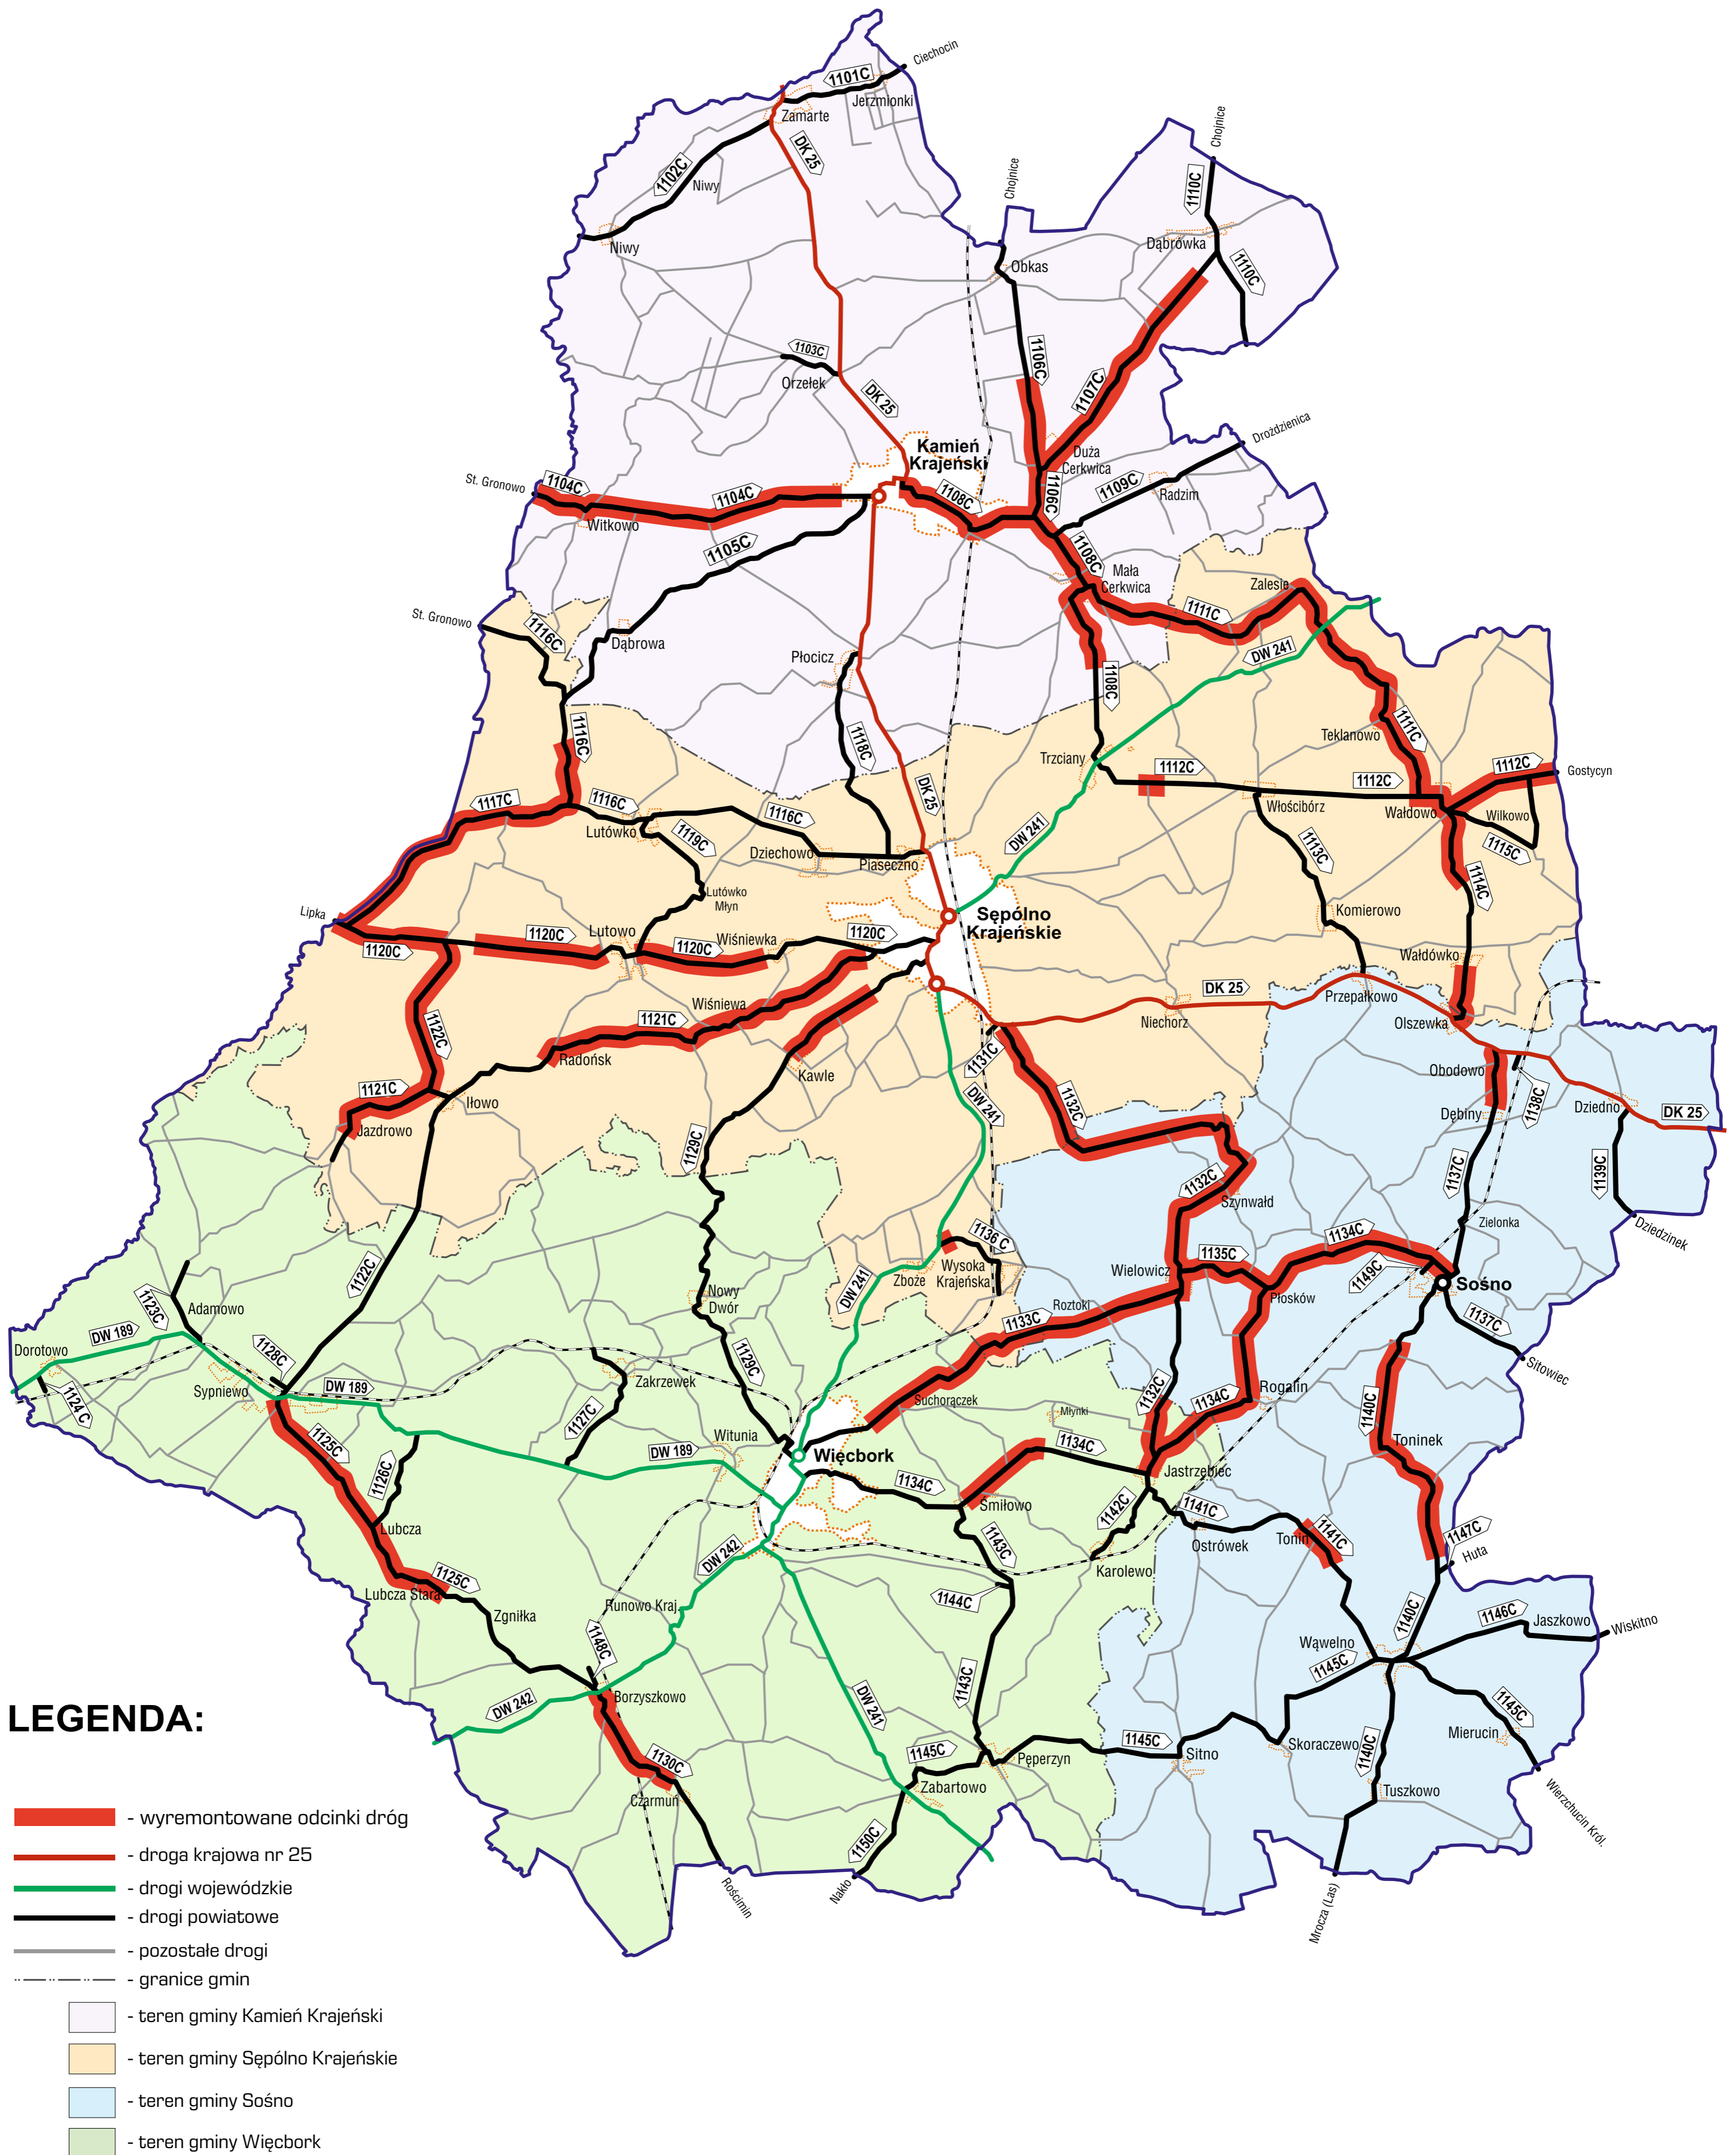 Ciechocin
1101C
Jerzmionki
Zamarte
DK 25
1102C
Niwy
Niwy
Chojnice
Chojnice
1110C
Dąbrówka
1110C
Obkas
1103C
Orzełek
DK 25
1106C
1107C
Kamień
Krajeński
Duża
Cerkwica
Drożdzienica
St. Gronowo
1104C
1104C
1108C
1106C
1109C
Radzim
Witkowo
1105C
1108C
Mała
Cerkwica
Zalesie
1111C
St. Gronowo
1116C
Dąbrowa
Płocicz
DW 241
1108C
1116C
1118C
Teklanowo
1111C
Trzciany
1112C
1112C
1112C
Gostycyn
DK 25
1117C
1116C
Lutówko
1116C
1119C
Dziechowo
Piaseczno
DW 241
Włościbórz
Wałdowo
Wilkowo
1115C
1113C
1114C
Lutówko
Młyn
Lipka
Sępólno
Krajeńskie
Komierowo
1120C
1120C
Lutowo
1120C
Wiśniewka
1120C
Wałdówko
Wiśniewa
DK 25
Przepałkowo
1122C
1121C
Niechorz
Olszewka
Radońsk
1131C
Kawle
Obodowo
1121C
Iłowo
Jazdrowo
DW 241
1132C
Dębiny
1138C
Dziedno
DK 25
1129C
1137C
1139C
1132C
Szynwałd
Zielonka
Dziedzinek
1136 C
1134C
1122C
Zboże
Wysoka
Krajeńska
Wielowicz
1135C
1149C
Sośno
1123C
Adamowo
Nowy
Dwór
DW 241
Roztoki
Płosków
1133C
1137C
DW 189
Dorotowo
1128C
1129C
Sitowiec
1124 C
Sypniewo
DW 189
Zakrzewek
Suchorączek
Rogalin
1127C
Młynki
1132C
1134C
1140C
1125C
1126C
Witunia
DW 189
Więcbork
1134C
Toninek
Jastrzębiec
1134C
Śmiłowo
1142C
1141C
Lubcza
Ostrówek
Tonin
1141C
1147C
Huta
DW 242
1143C
Karolewo
1125C
Lubcza Stara
1144C
Zgniłka
Runowo Kraj.
1140C
1146C
Jaszkowo
Wiskitno
1148C
Wąwelno
1145C
1143C
Borzyszkowo
DW 242
DW 241
1145C
LEGENDA:
Mierucin
1130C
1145C
Pęperzyn
1145C
Sitno
Skoraczewo
1140C
Czarmuń
Zabartowo
Tuszkowo
Wierzchucin Król.
- wyremontowane odcinki dróg
1150C
- droga krajowa nr 25
Rościmin
Nakło
Mrocza (Las)
- drogi wojewódzkie
- drogi powiatowe
- pozostałe drogi
- granice gmin
- teren gminy Kamień Krajeński
- teren gminy Sępólno Krajeńskie
- teren gminy Sośno
- teren gminy Więcbork